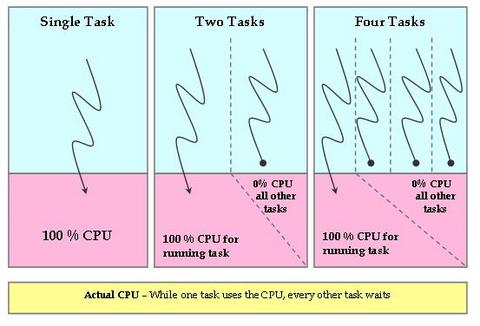 Single Task
Two Tasks
Four Tasks
100 % CPU
0% CPU
all other
tasks
100 % CPU for
running task
0% CPU
all other
tasks
100 % CPU for
running task
Actual CPU – While one task uses the CPU, every other task waits